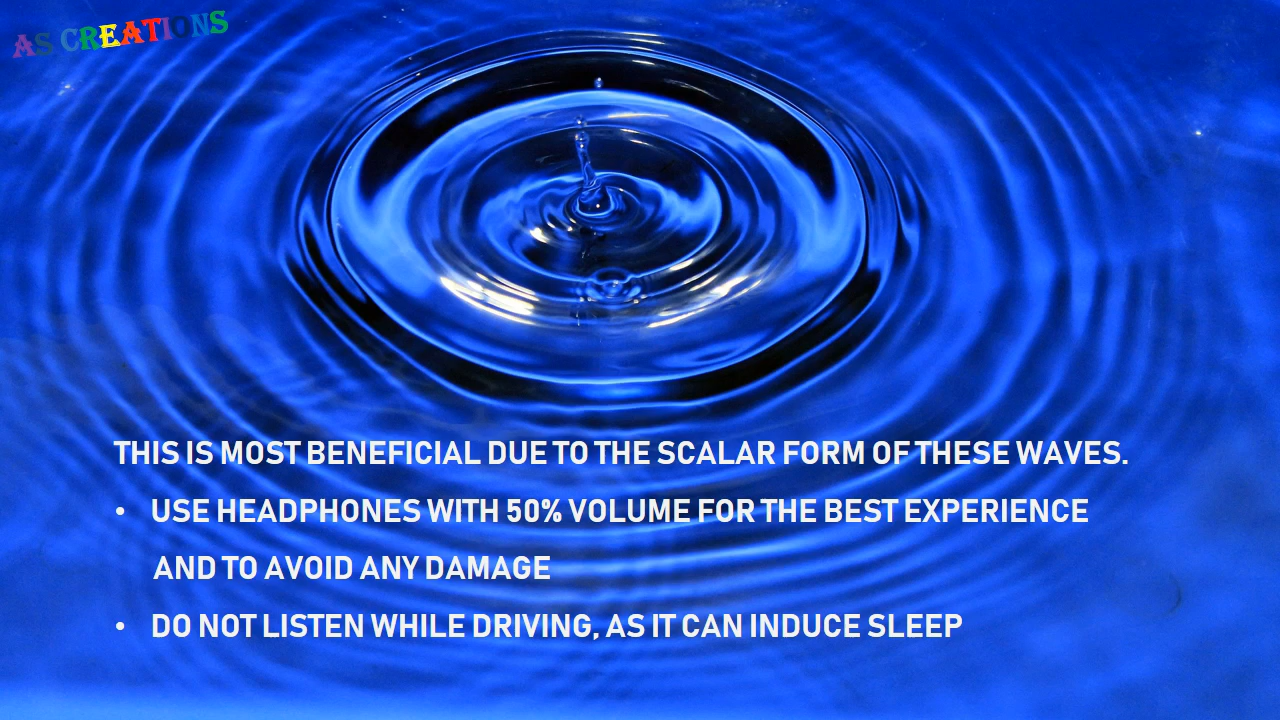 AS CREATIONS
THIS IS MOST BENEFICIAL DUE TO THE SCALAR FORM OF THESE WAVES.
• USE HEADPHONES WITH 50% VOLUME FOR THE BEST EXPERIENCE
AND TO AVOID ANY DAMAGE
• DO NOT LISTEN WHILE DRIVING, AS IT CAN INDUCE SLEEP